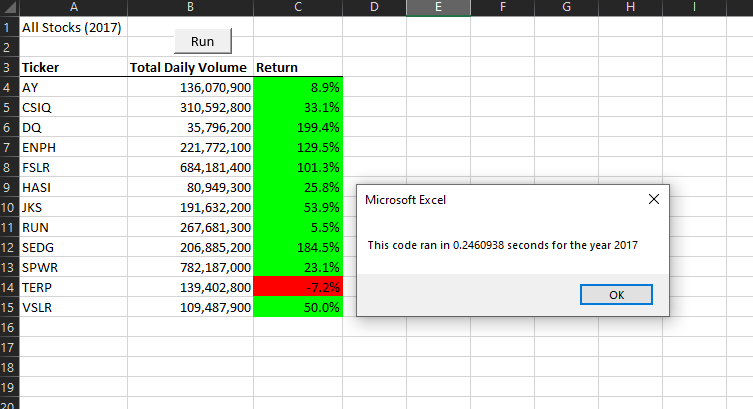 A B C D E F G H I
1 All Stocks (2017)
2 Run
3 Ticker Total Daily Volume Return
4 AY 136,070,900 8.9%
5 CSIQ 310,592,800 33.1%
6 DQ 35,796,200 199.4%
7 ENPH 221,772,100 129.5%
8 FSLR 684,181,400 101.3%
9 HASI 80,949,300 25.8%
10 JKS 191,632,200 53.9%
11 RUN 267,681,300 5.5%
12 SEDG 206,885,200 184.5%
13 SPWR 782,187,000 23.1%
14 TERP 139,402,800 -7.2%
15 VSLR 109,487,900 50.0%
16
17
18
19
20
Microsoft Excel
This code ran in 0.2460938 seconds for the year 2017
OK